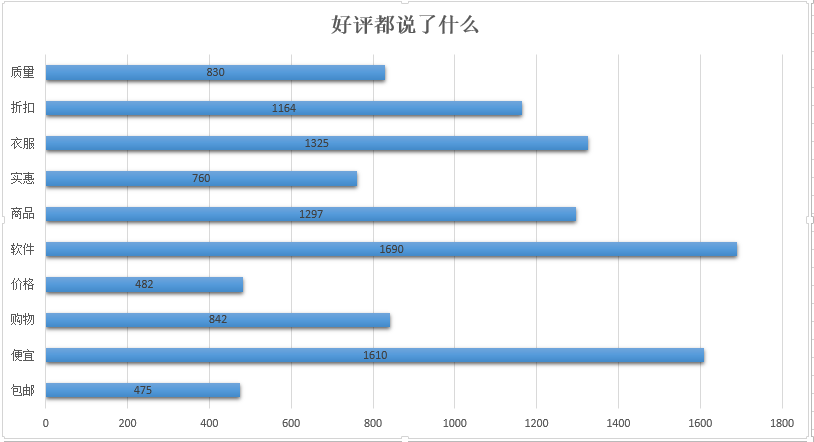 好评都说了什么
质量 830
折扣 1164
衣服 1325
实惠 760
商品 1297
软件 1690
价格 482
购物 842
便宜 1610
包邮 475
0 200 400 600 800 1000 1200 1400 1600 1800